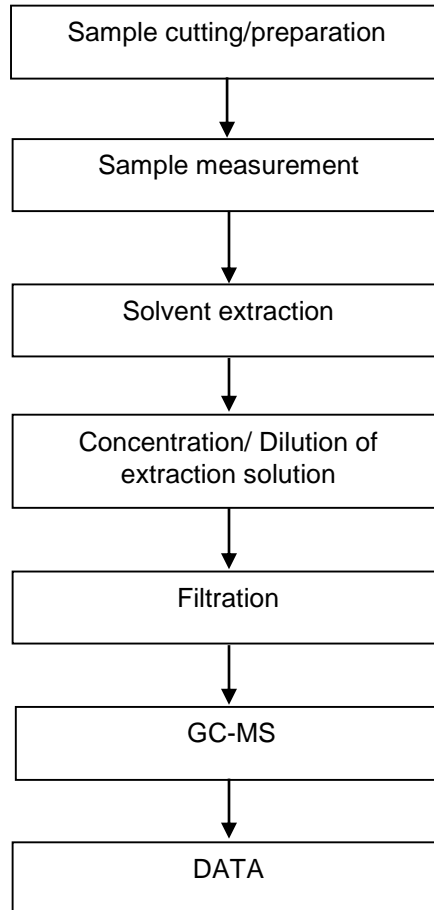 Sample cutting/preparation
Sample measurement
Solvent extraction
Concentration/ Dilution of
extraction solution
Filtration
GC-MS
DATA